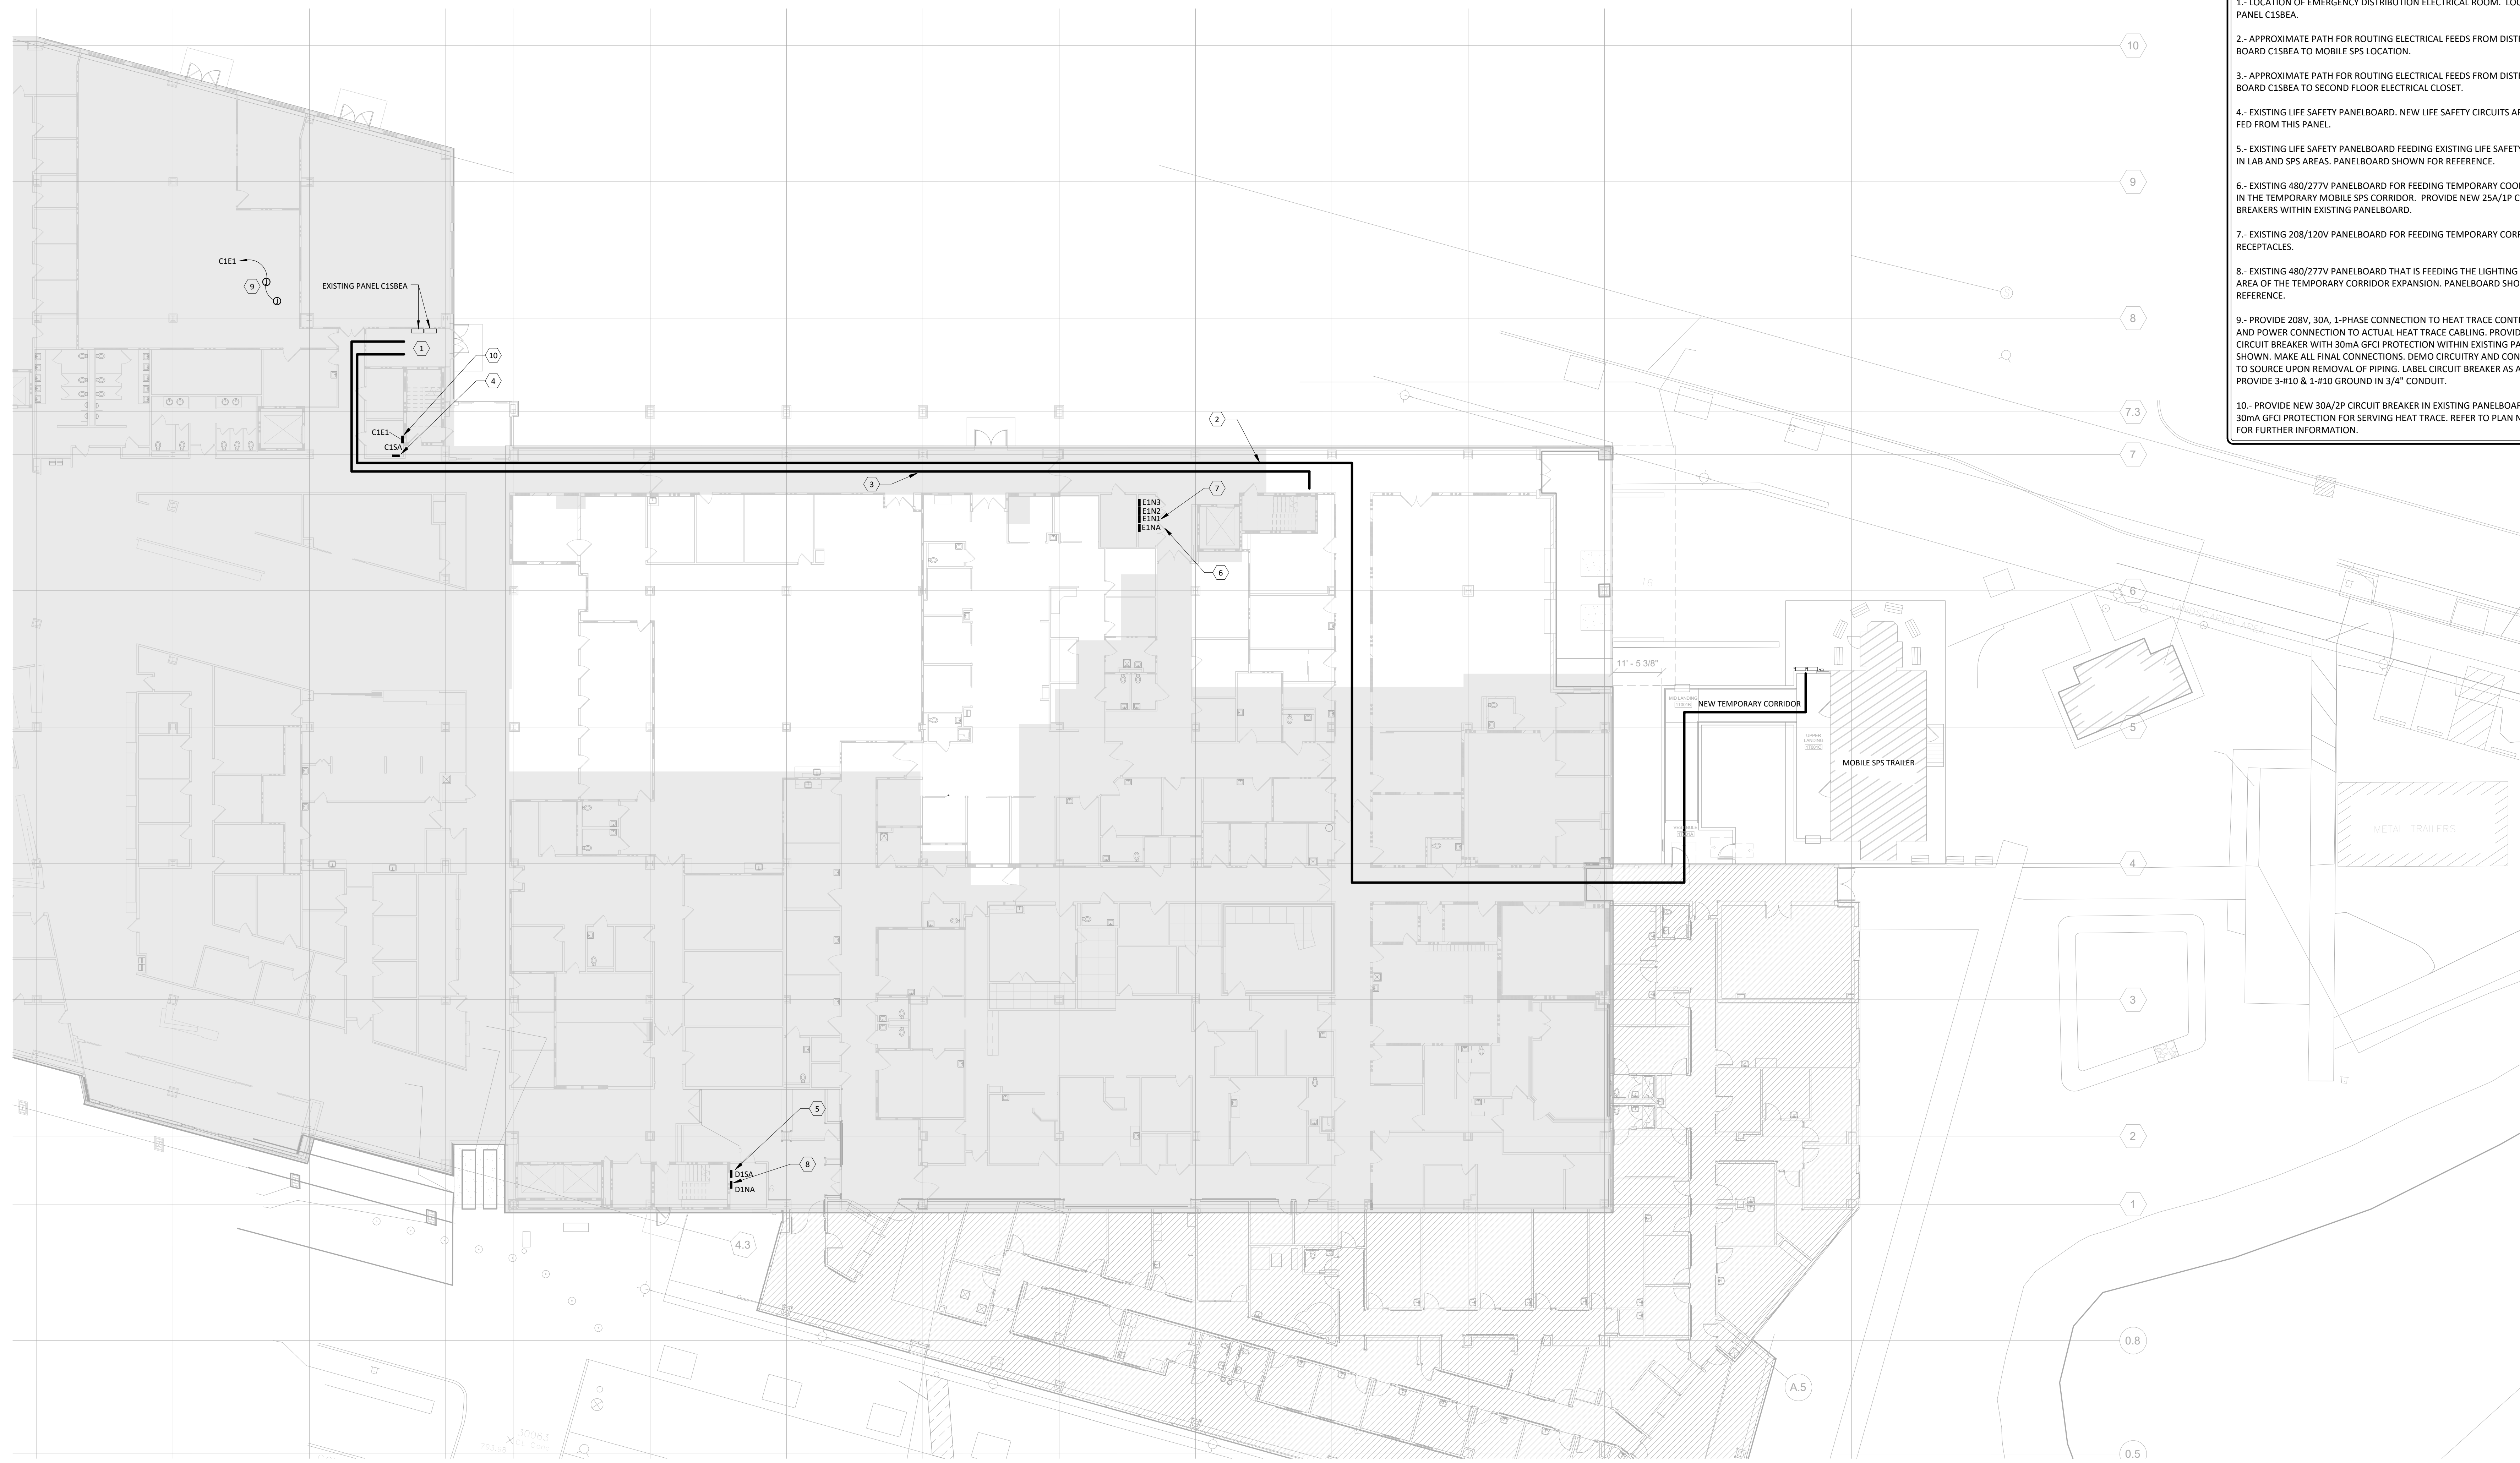 1.- LOCATION OF EMERGENCY DISTRIBUTION ELECTRICAL ROOM. LOC
PANEL C1SBEA.
2.- APPROXIMATE PATH FOR ROUTING ELECTRICAL FEEDS FROM DIST
BOARD C1SBEA TO MOBILE SPS LOCATION.
3.- APPROXIMATE PATH FOR ROUTING ELECTRICAL FEEDS FROM DIST
BOARD C1SBEA TO SECOND FLOOR ELECTRICAL CLOSET.
4.- EXISTING LIFE SAFETY PANELBOARD. NEW LIFE SAFETY CIRCUITS A
FED FROM THIS PANEL.
5.- EXISTING LIFE SAFETY PANELBOARD FEEDING EXISTING LIFE SAFETY
IN LAB AND SPS AREAS. PANELBOARD SHOWN FOR REFERENCE.
6.- EXISTING 480/277V PANELBOARD FOR FEEDING TEMPORARY COO
IN THE TEMPORARY MOBILE SPS CORRIDOR. PROVIDE NEW 25A/1P C
BREAKERS WITHIN EXISTING PANELBOARD.
7.- EXISTING 208/120V PANELBOARD FOR FEEDING TEMPORARY COR
RECEPTACLES.
8.- EXISTING 480/277V PANELBOARD THAT IS FEEDING THE LIGHTING
AREA OF THE TEMPORARY CORRIDOR EXPANSION. PANELBOARD SHO
REFERENCE.
9.- PROVIDE 208V, 30A, 1-PHASE CONNECTION TO HEAT TRACE CONT
AND POWER CONNECTION TO ACTUAL HEAT TRACE CABLING. PROVID
CIRCUIT BREAKER WITH 30mA GFCI PROTECTION WITHIN EXISTING PA
SHOWN. MAKE ALL FINAL CONNECTIONS. DEMO CIRCUITRY AND CON
TO SOURCE UPON REMOVAL OF PIPING. LABEL CIRCUIT BREAKER AS A
PROVIDE 3-#10 & 1-#10 GROUND IN 3/4" CONDUIT.
10.- PROVIDE NEW 30A/2P CIRCUIT BREAKER IN EXISTING PANELBOAR
30mA GFCI PROTECTION FOR SERVING HEAT TRACE. REFER TO PLAN N
FOR FURTHER INFORMATION.
10
9
8
7.3
7
6
5
4
3
2
1
0.8
0.5
C1E1
9
EXISTING PANEL C1SBEA
1
10
4
C1E1
C1SA
2
3
7
E1N3
E1N2
E1N1
E1NA
6
11' - 5 3/8"
MID LANDING
NEW TEMPORARY CORRIDOR
UPPER
LANDING
MOBILE SPS TRAILER
METAL TRAILERS
5
D1SA
8
D1NA
4.3
A.5
30063